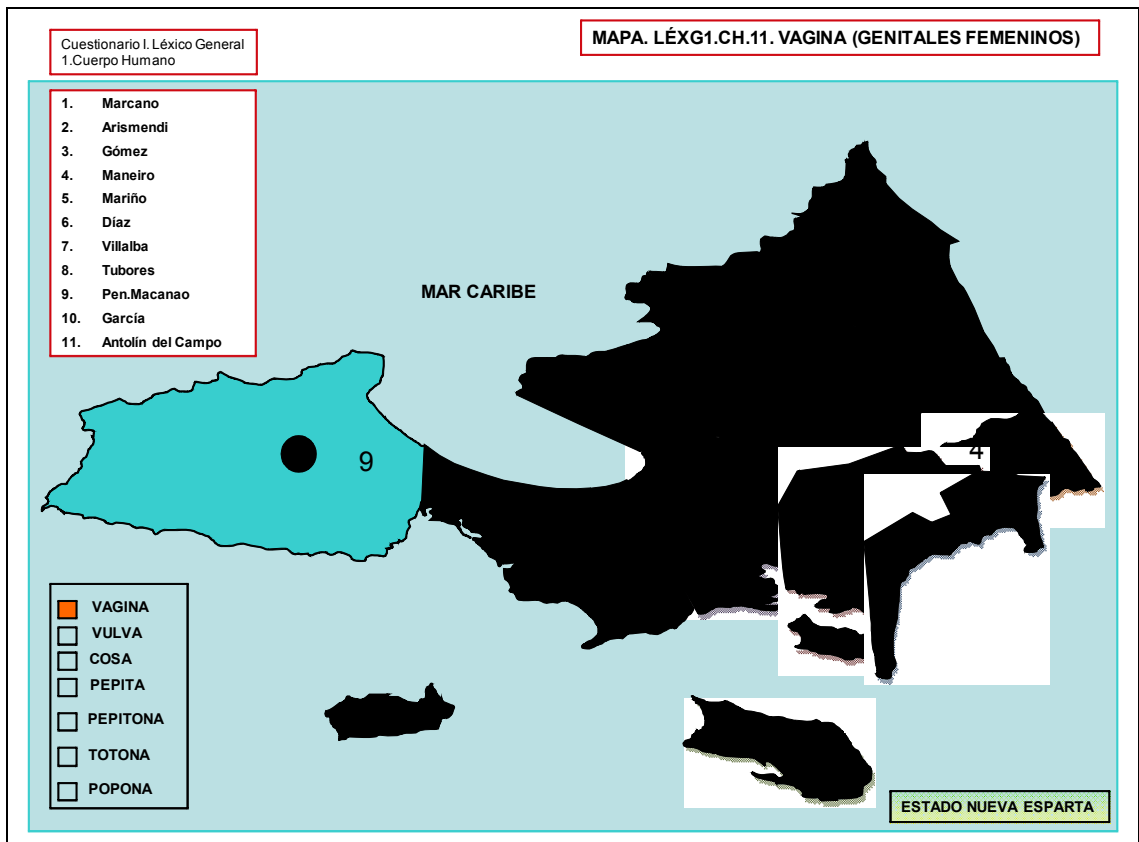 Cuestionario I. Léxico General
1.Cuerpo Humano
MAPA. LÉXG1.CH.11. VAGINA (GENITALES FEMENINOS)
1. Marcano
2. Arismendi
3. Gómez
4. Maneiro
5. Mariño
6. Díaz
7. Villalba
8. Tubores
9. Pen.Macanao
10. García
11. Antolín del Campo
MAR CARIBE
9
4
VAGINA
VULVA
COSA
PEPITA
PEPITONA
TOTONA
POPONA
ESTADO NUEVA ESPARTA